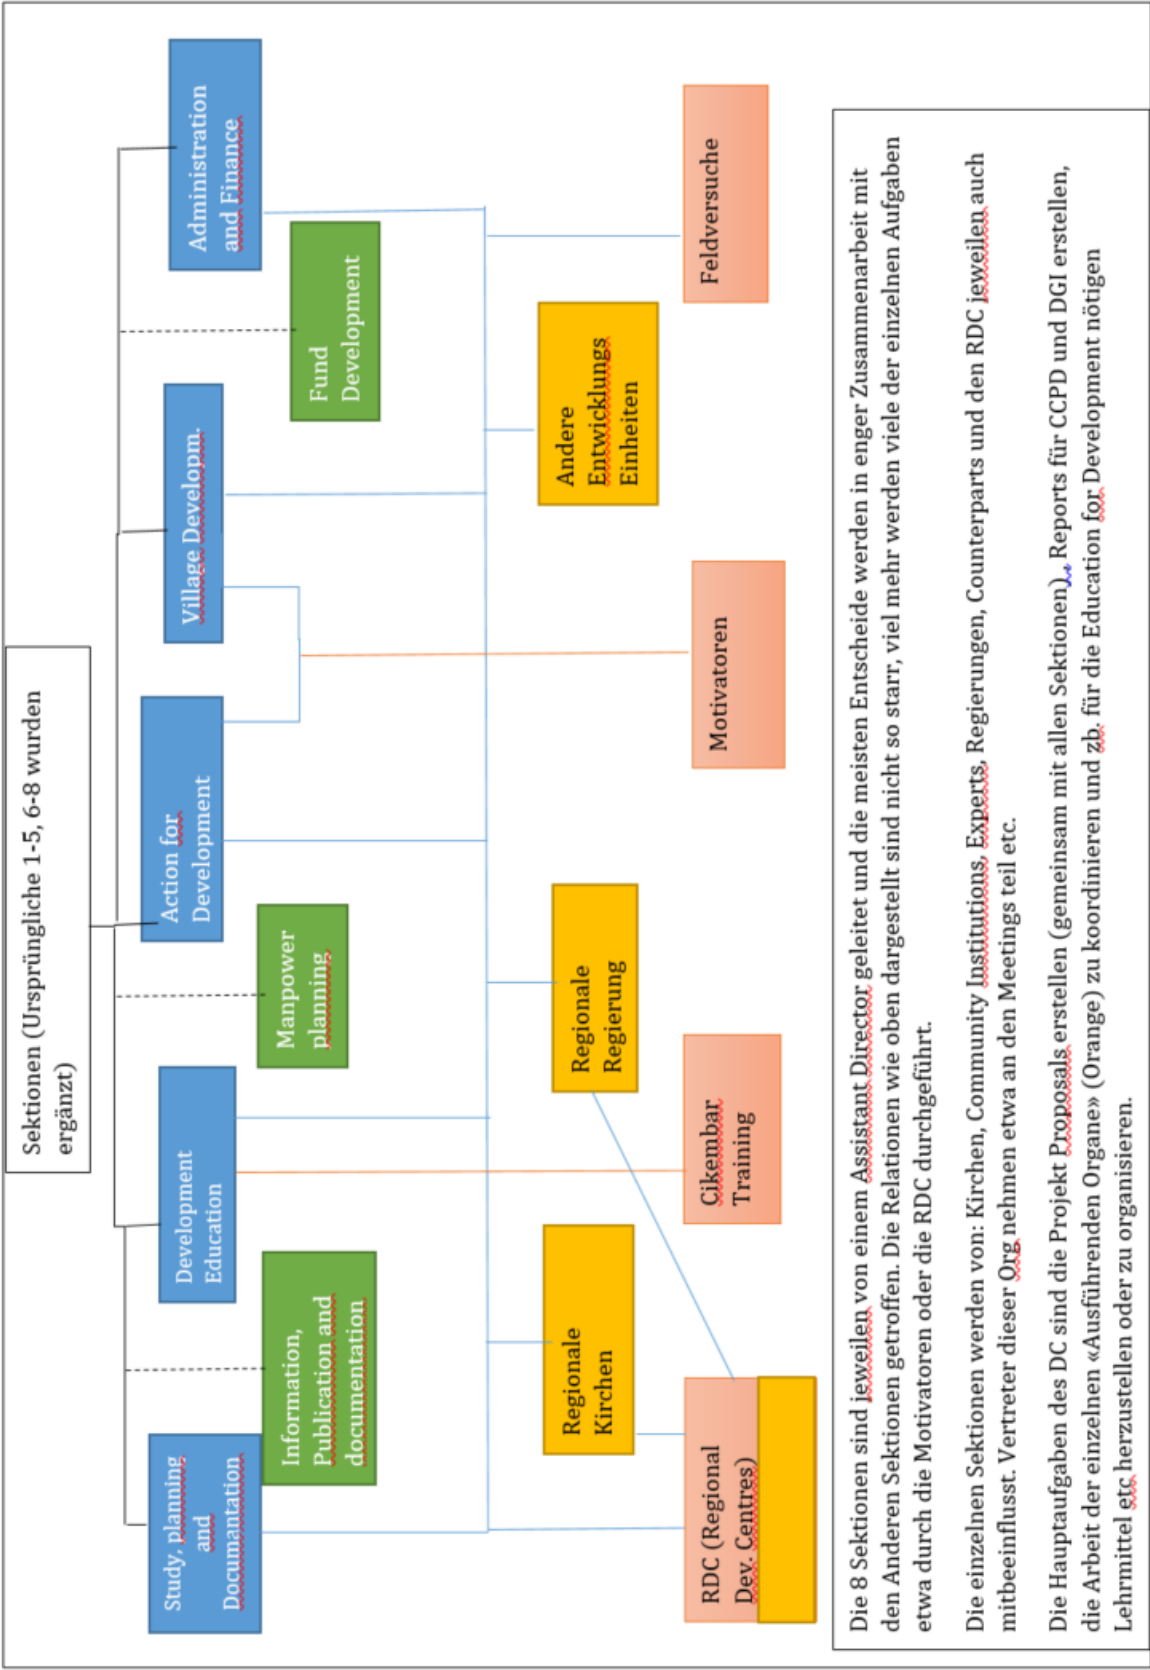 Sektionen (Ursprüngliche 1-5, 6-8 wurden
ergänzt)
Study, planning
and
Documantation
Development
Education
Action for
Development
Village Developm.
Administration
and Finance
Information,
Publication and
documentation
Manpower
planning
Fund
Development
Regionale
Kirchen
Regionale
Regierung
Andere
Entwicklungs
Einheiten
RDC (Regional
Dev. Centres)
Cikembar
Training
Motivatoren
Feldversuche
Die 8 Sektionen sind jeweilen von einem Assistant Director geleitet und die meisten Entscheide werden in enger Zusammenarbeit mit
den Anderen Sektionen getroffen. Die Relationen wie oben dargestellt sind nicht so starr, viel mehr werden viele der einzelnen Aufgaben
etwa durch die Motivatoren oder die RDC durchgeführt.
Die einzelnen Sektionen werden von: Kirchen, Community Institutions, Experts, Regierungen, Counterparts und den RDC jeweilen auch
mitbeeinflusst. Vertreter dieser Org nehmen etwa an den Meetings teil etc.
Die Hauptaufgaben des DC sind die Projekt Proposals erstellen (gemeinsam mit allen Sektionen), Reports für CCPD und DGI erstellen,
die Arbeit der einzelnen «Ausführenden Organe» (Orange) zu koordinieren und zb. für die Education for Development nötigen
Lehrmittel etc herzustellen oder zu organisieren.